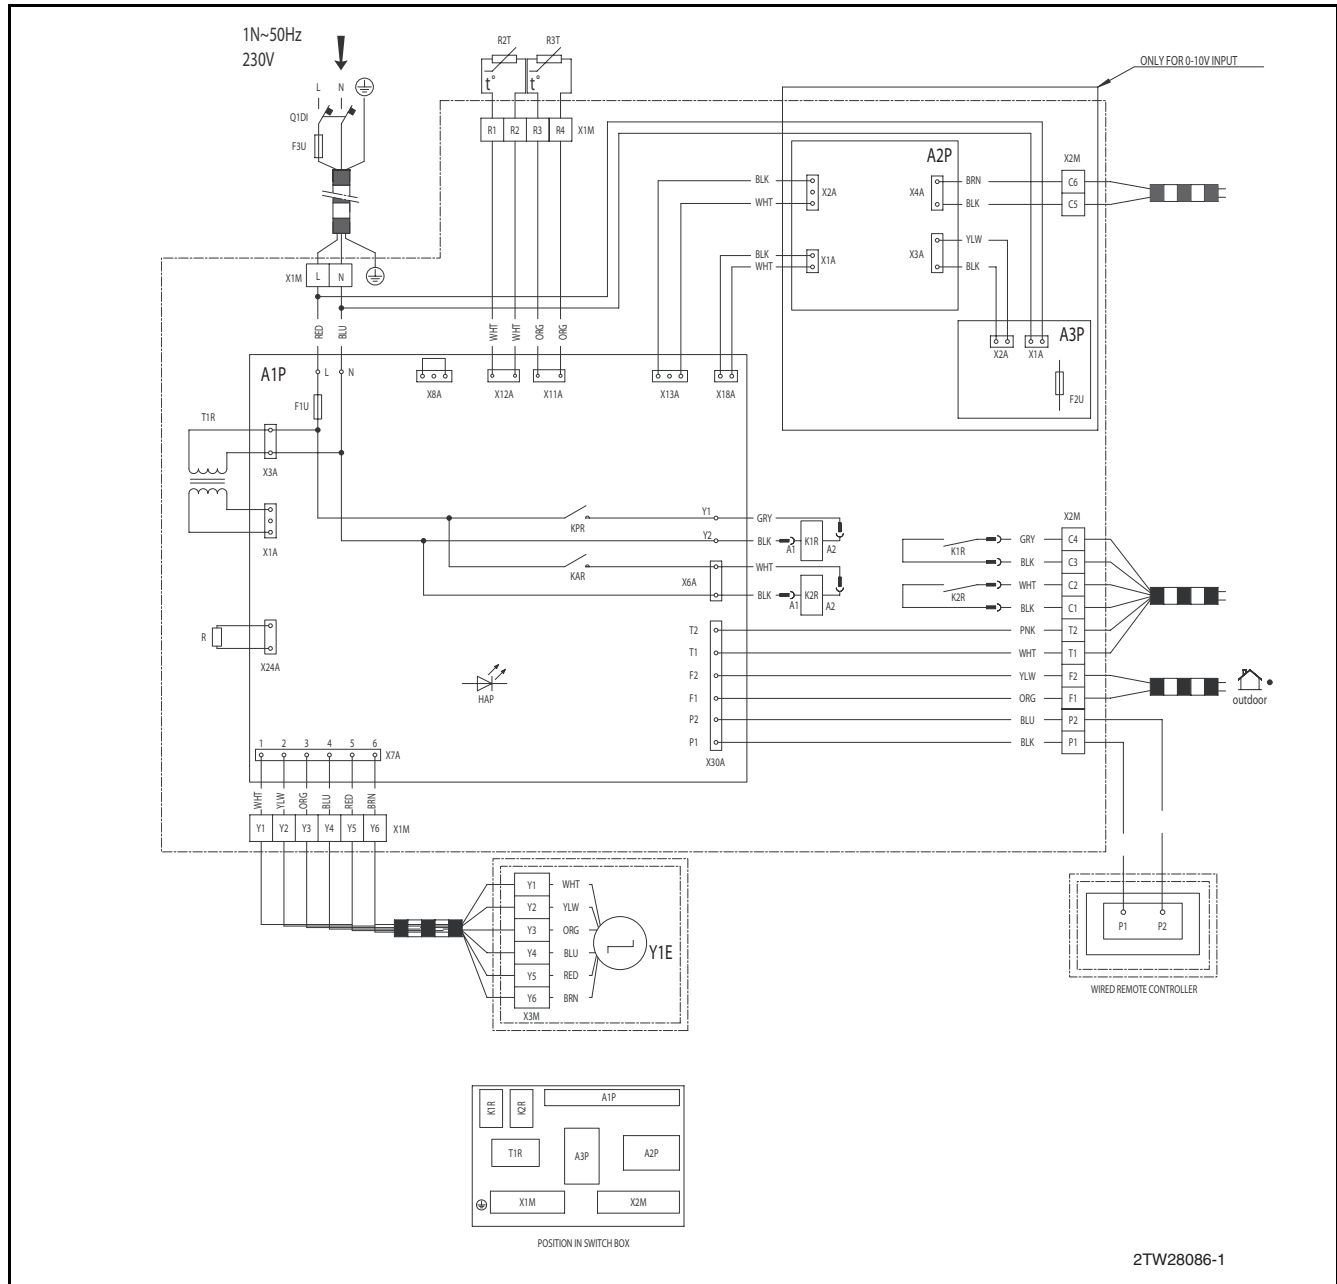 1N~50Hz
230V
L N
Q1DI
F3U
R2T R3T
t° t°
R1 R2 R3 R4 X1M
ONLY FOR 0-10V INPUT
A2P
X2M
BLK X2A X4A BRN C6
WHT BLK C5
YLW
BLK X1A X3A
WHT BLK
X1M L N
RED BLU WHT WHT ORG ORG
A3P
X2A X1A
F2U
A1P L N
X8A X12A X11A X13A X18A
F1U
T1R
X3A
X1A
KPR
Y1 GRY
Y2 BLK A1 K1R A2
KAR
X6A WHT
BLK A1 K2R A2
X2M
K1R GRY C4
BLK C3
K2R WHT C2
BLK C1
R
X24A
HAP
T2 PNK T2
T1 WHT T1
F2 YLW F2
F1 ORG F1
P2 BLU P2
P1 BLK P1
X30A
outdoor
1 2 3 4 5 6
X7A
WHT YLW ORG BLU RED BRN
Y1 Y2 Y3 Y4 Y5 Y6 X1M
Y1 WHT
Y2 YLW
Y3 ORG
Y4 BLU
Y5 RED
Y6 BRN
X3M
Y1E
P1 P2
WIRED REMOTE CONTROLLER
K1R K2R A1P
T1R A3P A2P
X1M X2M
POSITION IN SWITCH BOX
2TW28086-1